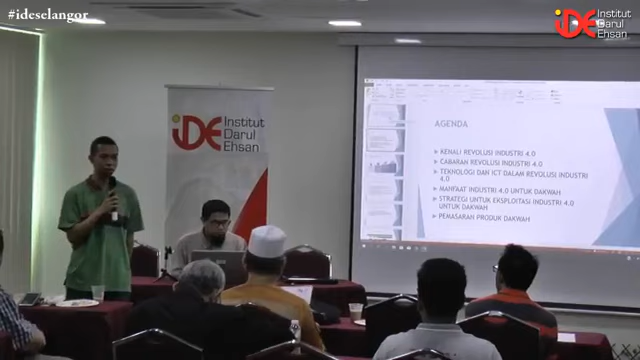 #ideselangor
iDE Institut
Darul
Ehsan
iDE Institut
Darul
Ehsan
AGENDA
KENALI REVOLUSI INDUSTRI 4.0
CABARAN REVOLUSI INDUSTRI 4.0
TEKNOLOGI DAN ICT DALAM REVOLUSI INDUSTRI
4.0
MANFAAT INDUSTRI 4.0 UNTUK DAKWAH
STRATEGI UNTUK EKSPLOITASI INDUSTRI 4.0
UNTUK DAKWAH
PEMASARAN PRODUK DAKWAH
#ideselangor